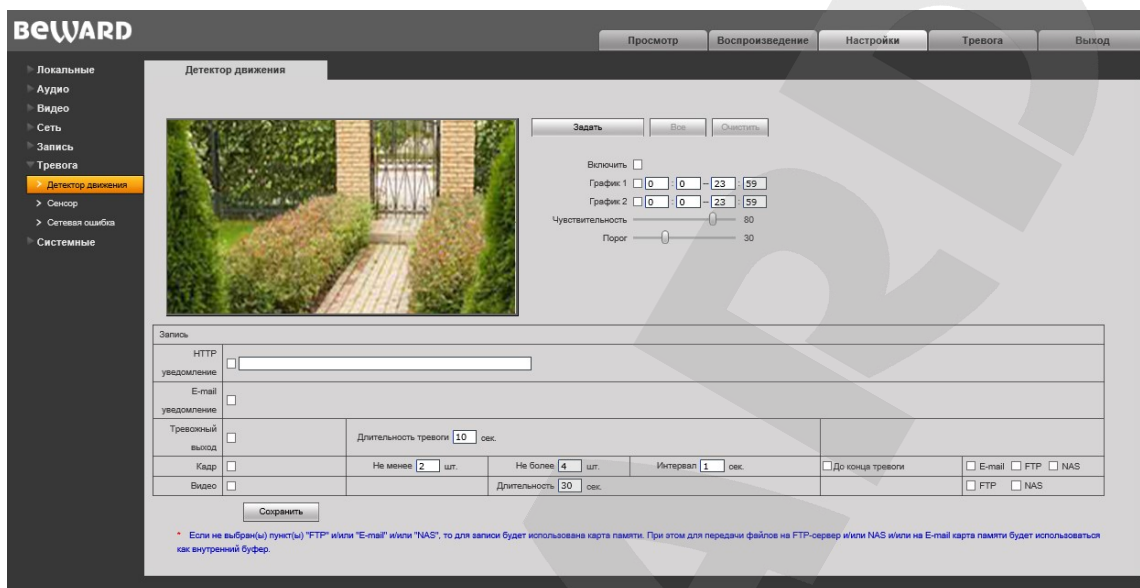 BEWARD
Просмотр Воспроизведение Настройки Тревога Выход
Локальные
Аудио
Видео
Сеть
Запись
Тревога
Детектор движения
Сенсор
Сетевая ошибка
Системные
Детектор движения
Задать Все Очистить
Включить
График 1 0 : 0 – 23 : 59
График 2 0 : 0 – 23 : 59
Чувствительность 80
Порог 30
Запись
HTTP
уведомление
E-mail
уведомление
Тревожный
выход
Длительность тревоги 10 сек.
Кадр Не менее 2 шт. Не более 4 шт. Интервал 1 сек. До конца тревоги E-mail FTP NAS
Видео Длительность 30 сек. FTP NAS
Сохранить
* Если не выбран(ы) пункт(ы) "FTP" и/или "E-mail" и/или "NAS", то для записи будет использована карта памяти. При этом для передачи файлов на FTP-сервер и/или NAS и/или на E-mail карта памяти будет использоваться
как внутренний буфер.